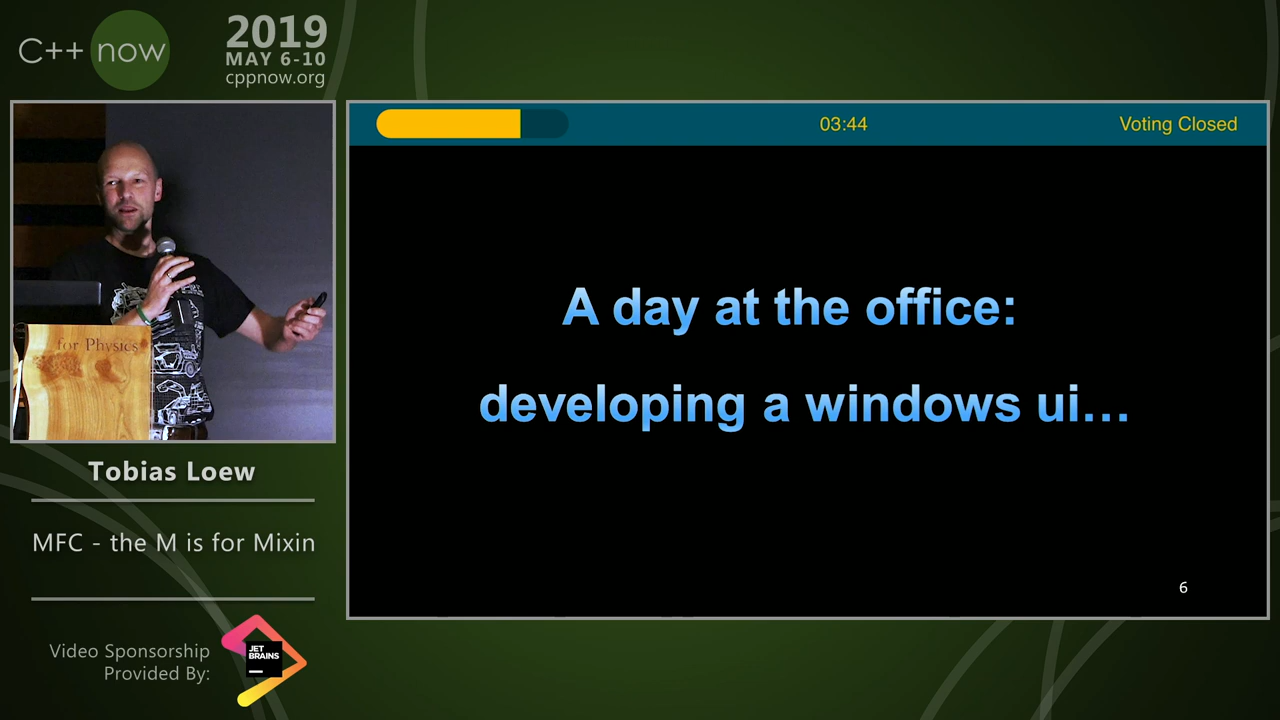 C++ now
2019
MAY 6-10
cppnow.org
03:44
Voting Closed
A day at the office:
developing a windows ui...
6
for Physics
Tobias Loew
MFC - the M is for Mixin
Video Sponsorship
Provided By:
JET
BRAINS